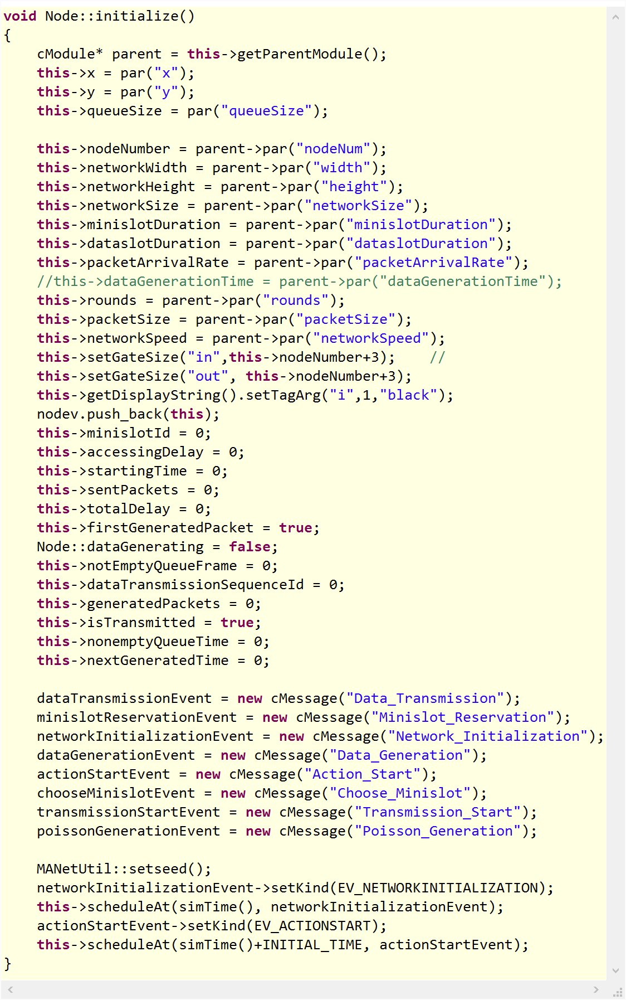 void Node::initialize()
{
    cModule* parent = this->getParentModule();
    this->x = par("x");
    this->y = par("y");
    this->queueSize = par("queueSize");

    this->nodeNumber = parent->par("nodeNum");
    this->networkWidth = parent->par("width");
    this->networkHeight = parent->par("height");
    this->networkSize = parent->par("networkSize");
    this->minislotDuration = parent->par("minislotDuration");
    this->dataslotDuration = parent->par("dataslotDuration");
    this->packetArrivalRate = parent->par("packetArrivalRate");
    //this->dataGenerationTime = parent->par("dataGenerationTime");
    this->rounds = parent->par("rounds");
    this->packetSize = parent->par("packetSize");
    this->networkSpeed = parent->par("networkSpeed");
    this->setGateSize("in",this->nodeNumber+3);    //
    this->setGateSize("out", this->nodeNumber+3);
    this->getDisplayString().setTagArg("i",1,"black");
    nodev.push_back(this);
    this->minislotId = 0;
    this->accessingDelay = 0;
    this->startingTime = 0;
    this->sentPackets = 0;
    this->totalDelay = 0;
    this->firstGeneratedPacket = true;
    Node::dataGenerating = false;
    this->notEmptyQueueFrame = 0;
    this->dataTransmissionSequenceId = 0;
    this->generatedPackets = 0;
    this->isTransmitted = true;
    this->nonemptyQueueTime = 0;
    this->nextGeneratedTime = 0;

    dataTransmissionEvent = new cMessage("Data_Transmission");
    minislotReservationEvent = new cMessage("Minislot_Reservation");
    networkInitializationEvent = new cMessage("Network_Initialization");
    dataGenerationEvent = new cMessage("Data_Generation");
    actionStartEvent = new cMessage("Action_Start");
    chooseMinislotEvent = new cMessage("Choose_Minislot");
    transmissionStartEvent = new cMessage("Transmission_Start");
    poissonGenerationEvent = new cMessage("Poisson_Generation");

    MANetUtil::setseed();
    networkInitializationEvent->setKind(EV_NETWORKINITIALIZATION);
    this->scheduleAt(simTime(), networkInitializationEvent);
    actionStartEvent->setKind(EV_ACTIONSTART);
    this->scheduleAt(simTime()+INITIAL_TIME, actionStartEvent);
}